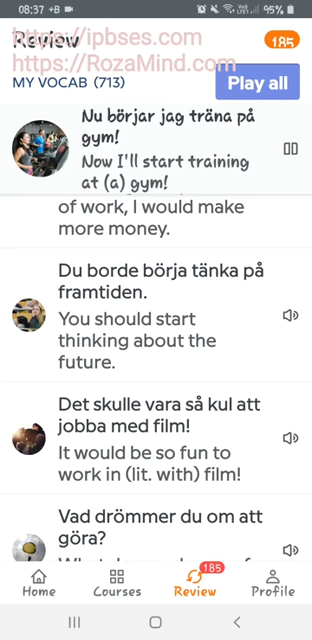 08:37
95%
https://ipbses.com
Review
185
https://RozaMind.com
MY VOCAB (713)
Play all
Nu börjar jag träna på
gym!
Now I'll start training
at (a) gym!
of work, I would make
more money.
Du borde börja tänka på
framtiden.
You should start
thinking about the
future.
Det skulle vara så kul att
jobba med film!
It would be so fun to
work in (lit. with) film!
Vad drömmer du om att
göra?
185
Home
Courses
Review
Profile